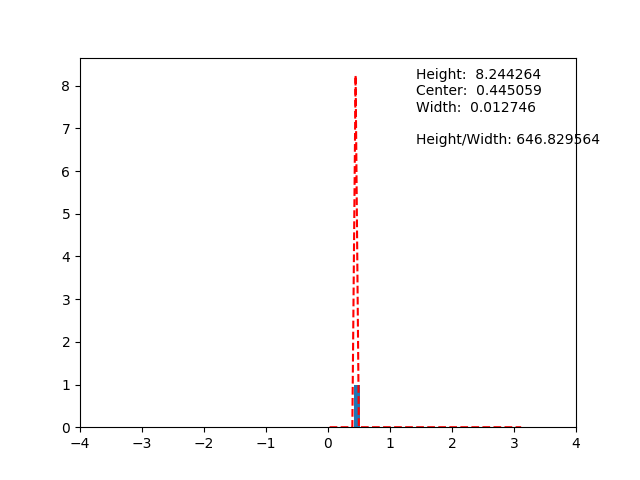 Height:  8.244264
Center:  0.445059
Width:  0.012746
Height/Width: 646.829564
8
7
6
5
4
3
2
1
0
−4 −3 −2 −1 0 1 2 3 4